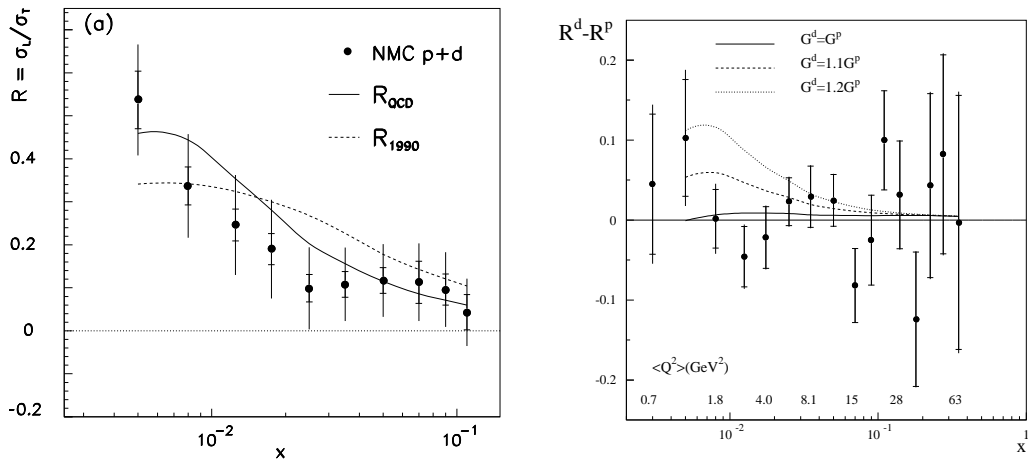 (a)
R = σL/σT
NMC p+d
RQCD
R1990
0.4
0.2
0
-0.2
10⁻²
10⁻¹
x
Rᵈ-Rᵖ
Gᵈ=Gᵖ
Gᵈ=1.1Gᵖ
Gᵈ=1.2Gᵖ
0.2
0.1
0
-0.1
-0.2
<Q²>(GeV²)
0.7 1.8 4.0 8.1 15 28 63
10⁻² 10⁻¹ 1
x